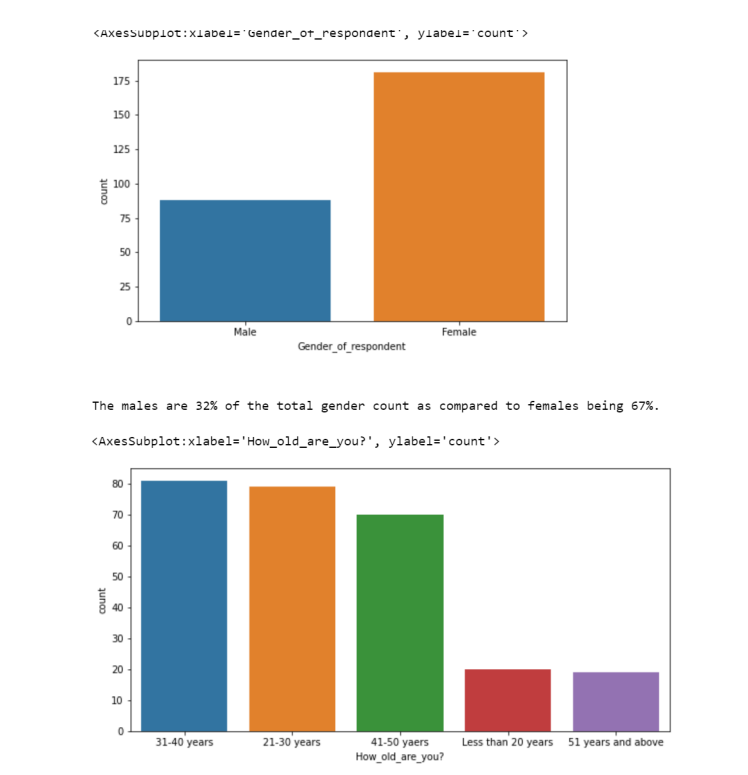 <AxesSubplot:xlabel='Gender_of_respondent', ylabel='count'>
175
150
125
100
75
50
25
0
count
Male Female
Gender_of_respondent
The males are 32% of the total gender count as compared to females being 67%.
<AxesSubplot:xlabel='How_old_are_you?', ylabel='count'>
80
70
60
50
40
30
20
10
0
count
31-40 years 21-30 years 41-50 yaers Less than 20 years 51 years and above
How_old_are_you?